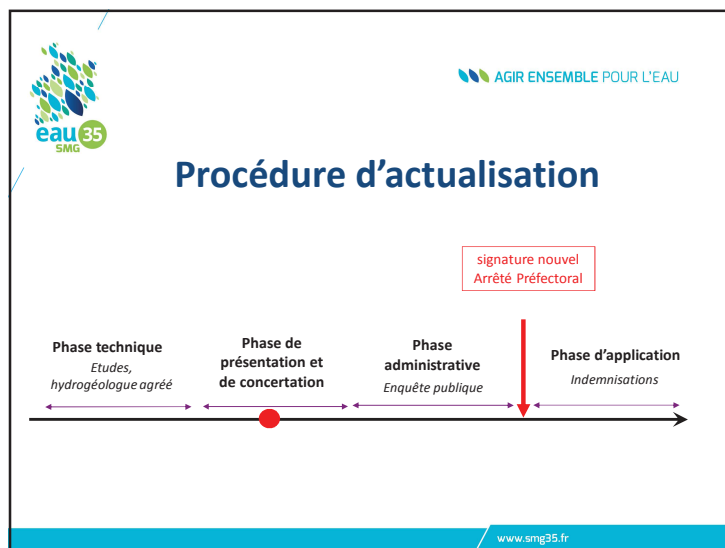 eau 35
SMG
AGIR ENSEMBLE POUR L'EAU
Procédure d’actualisation
signature nouvel
Arrêté Préfectoral
Phase technique
Etudes,
hydrogéologue agréé
Phase de
présentation et
de concertation
Phase
administrative
Enquête publique
Phase d’application
Indemnisations
www.smg35.fr